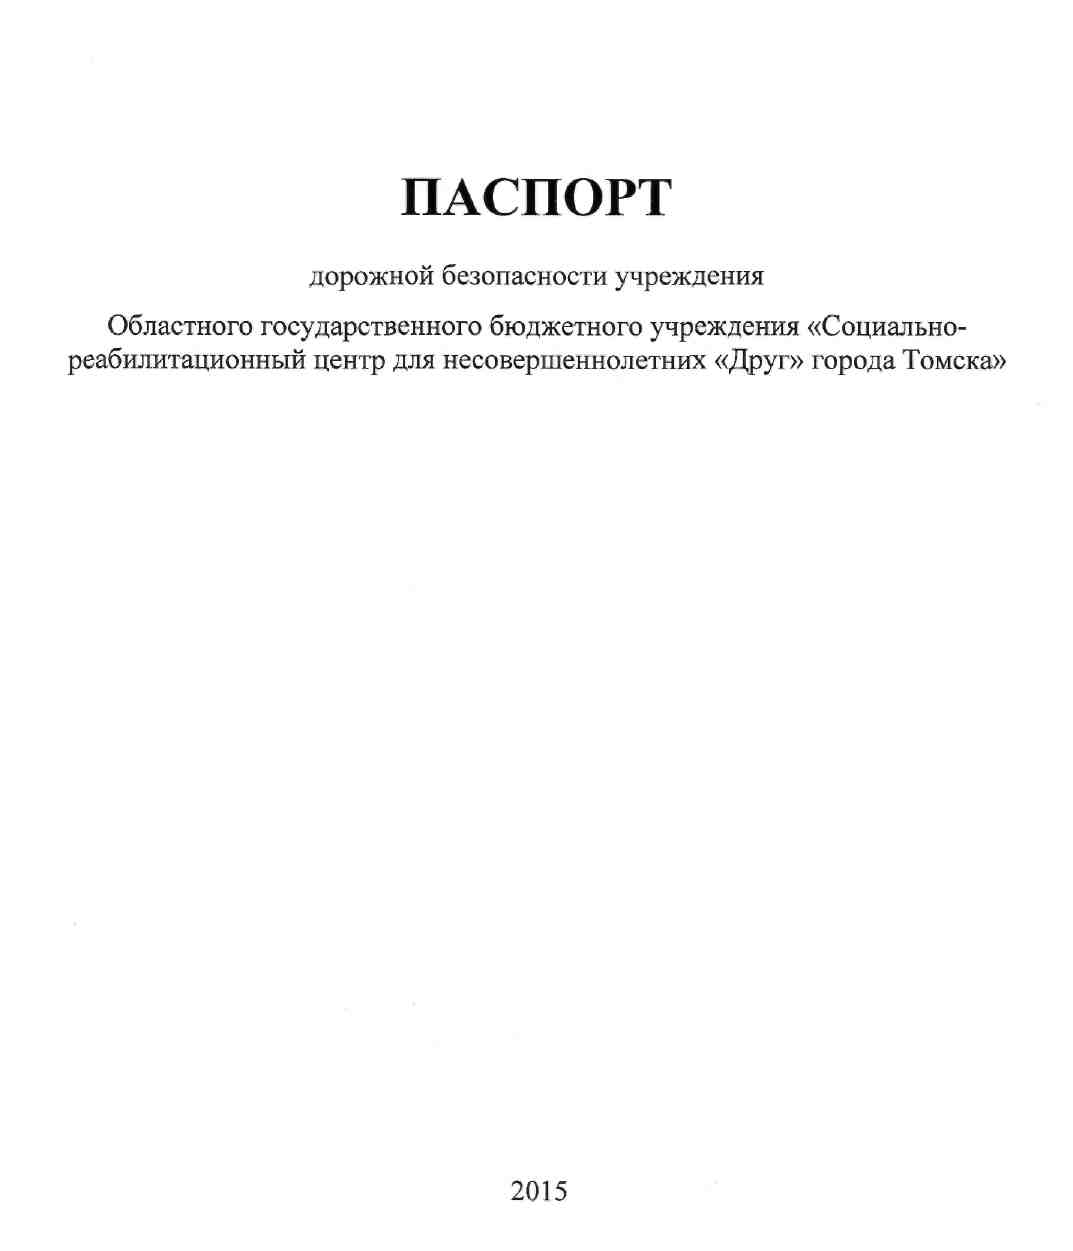 ПАСПОРТ
дорожной безопасности учреждения
Областного государственного бюджетного учреждения «Социально-
реабилитационный центр для несовершеннолетних «Друг» города Томска»
2015